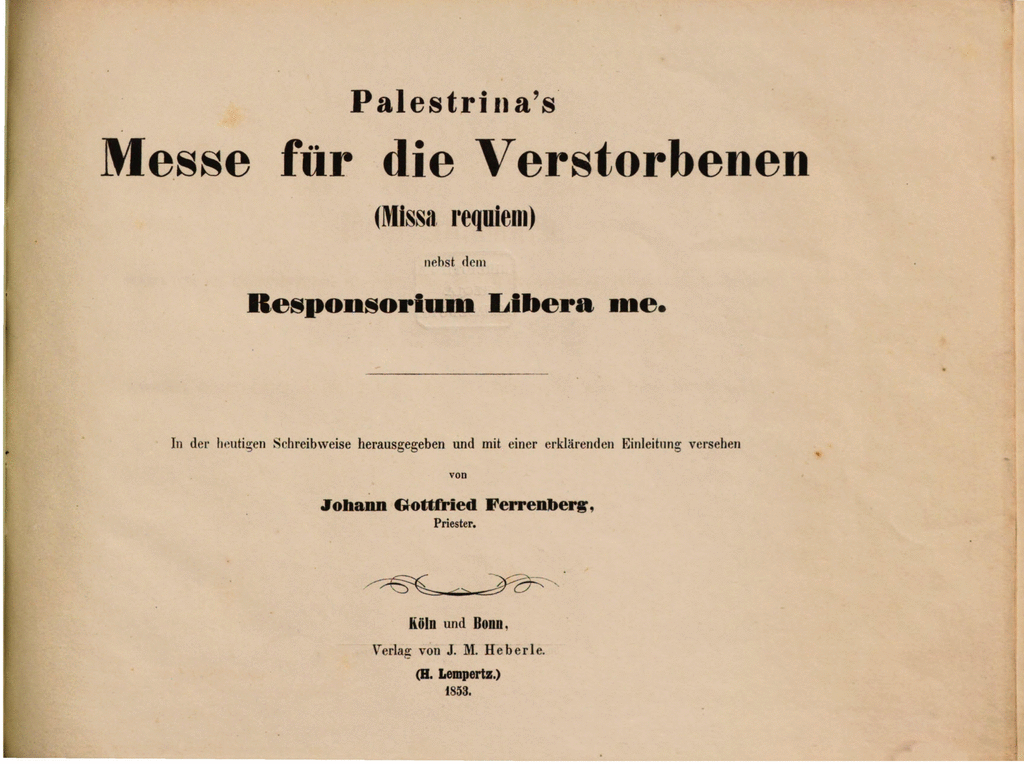 Palestrina's
Messe für die Verstorbenen
(Missa requiem)
nebst dem
Responsorium Libera me.
In der heutigen Schreibweise herausgegeben und mit einer erklärenden Einleitung versehen
von
Johann Gottfried Ferrenberg,
Priester.
Köln und Bonn,
Verlag von J. M. Heberle.
(H. Lempertz.)
1853.